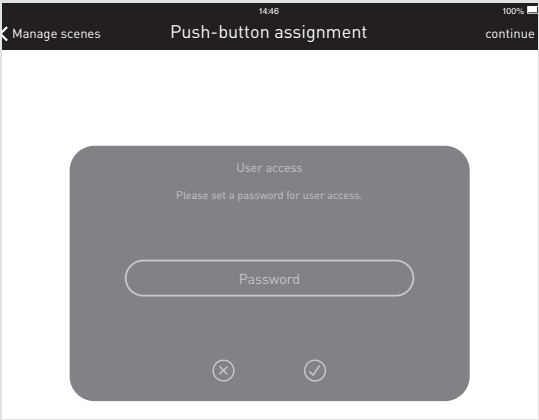 14:46 100%
Manage scenes Push-button assignment continue
User access
Please set a password for user access.
Password